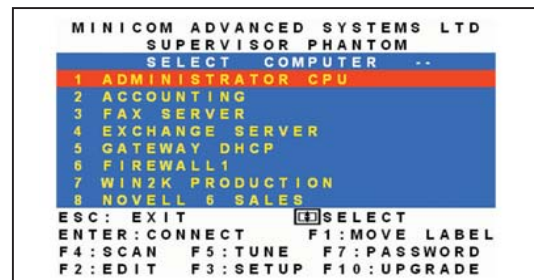 MINICOM ADVANCED SYSTEMS LTD
SUPERVISOR PHANTOM
SELECT COMPUTER --
1 ADMINISTRATOR CPU
2 ACCOUNTING
3 FAX SERVER
4 EXCHANGE SERVER
5 GATEWAY DHCP
6 FIREWALL1
7 WIN2K PRODUCTION
8 NOVELL 6 SALES
ESC: EXIT SELECT
ENTER:CONNECT F1:MOVE LABEL
F4:SCAN F5:TUNE F7:PASSWORD
F2:EDIT F3:SETUP F10:UPGRADE